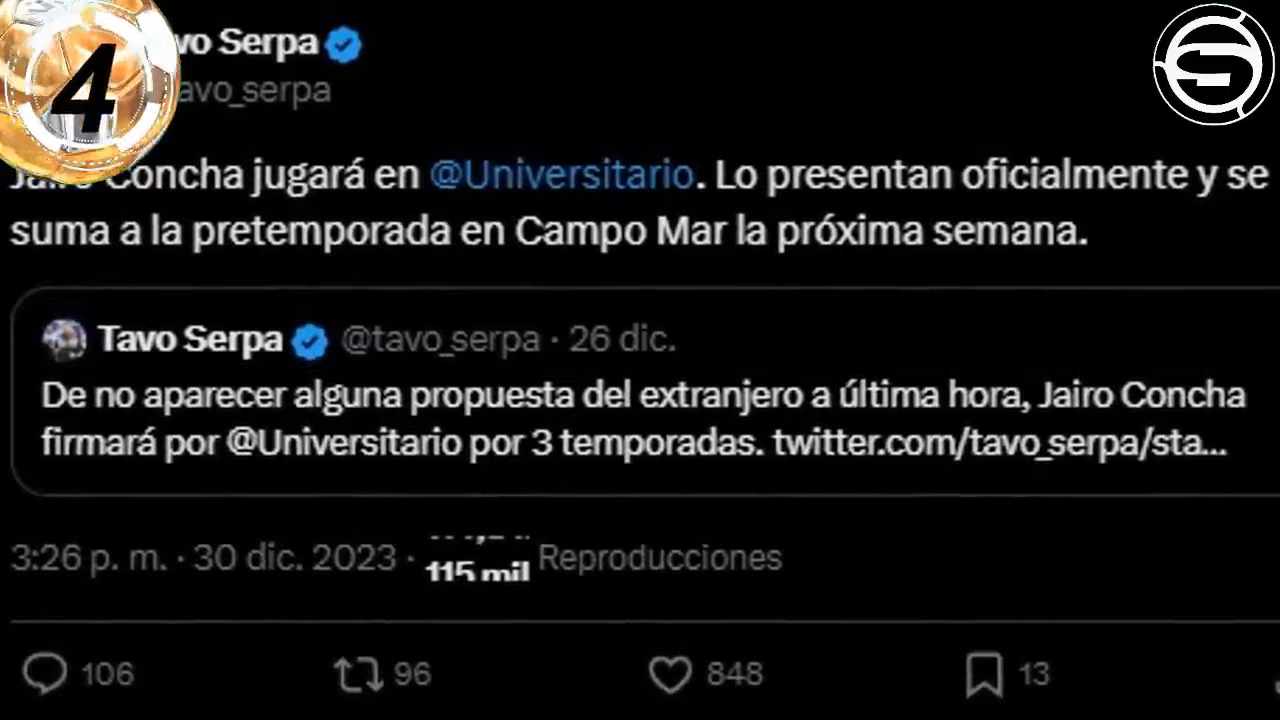 4
vo Serpa
avo_serpa
Jairo Concha jugará en @Universitario. Lo presentan oficialmente y se
suma a la pretemporada en Campo Mar la próxima semana.
Tavo Serpa @tavo_serpa · 26 dic.
De no aparecer alguna propuesta del extranjero a última hora, Jairo Concha
firmará por @Universitario por 3 temporadas. twitter.com/tavo_serpa/sta...
3:26 p. m. · 30 dic. 2023 · 115 mil Reproducciones
106 96 848 13